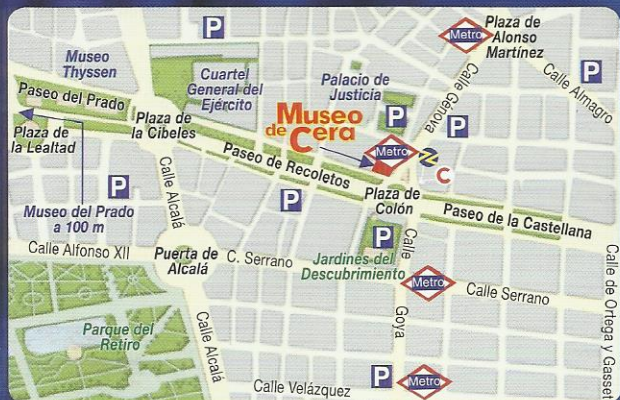 P
Plaza de
Alonso
Martínez
Metro
Museo
Thyssen
Cuartel
General del
Ejército
Palacio de
Justicia
Calle Génova
Calle Almagro
P
Paseo del Prado
Plaza de
la Cibeles
Museo
de Cera
P
P
Plaza de
la Lealtad
Paseo de Recoletos
Metro
C
P
Calle Alcalá
P
Plaza de
Colón
Paseo de la Castellana
Museo del Prado
a 100 m
P
Calle Alfonso XII
Puerta de
Alcalá
C. Serrano
Jardines del
Descubrimiento
Calle
Goya
Metro
Calle Serrano
Calle de Ortega y Gasset
Parque del
Retiro
Calle Alcalá
Calle Velázquez
P
Metro